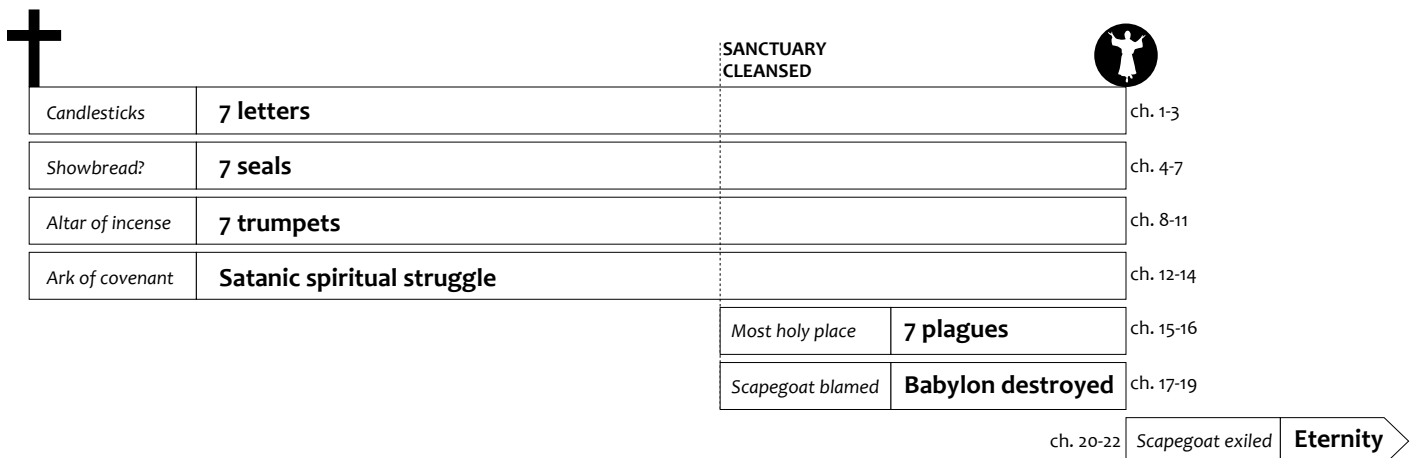 SANCTUARY
CLEANSED
Candlesticks 7 letters ch. 1-3
Showbread? 7 seals ch. 4-7
Altar of incense 7 trumpets ch. 8-11
Ark of covenant Satanic spiritual struggle ch. 12-14
Most holy place 7 plagues ch. 15-16
Scapegoat blamed Babylon destroyed ch. 17-19
ch. 20-22 Scapegoat exiled Eternity